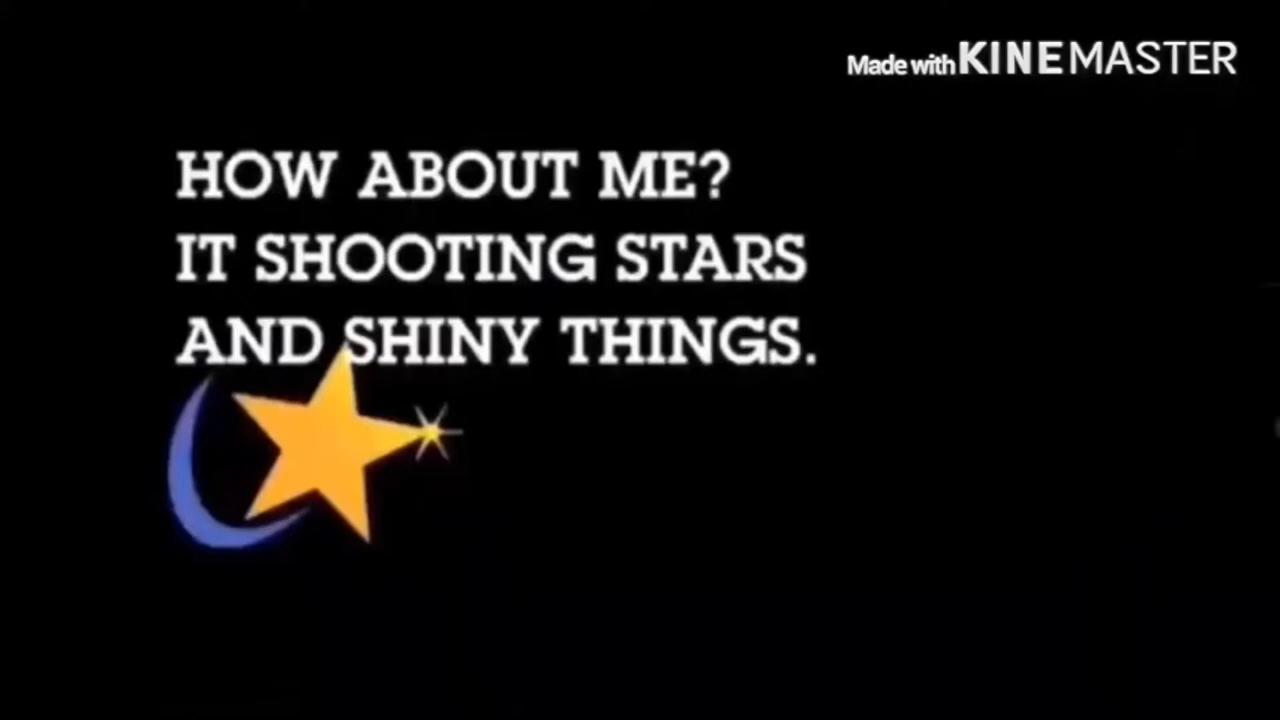 Made with KINEMASTER
HOW ABOUT ME?
IT SHOOTING STARS
AND SHINY THINGS.